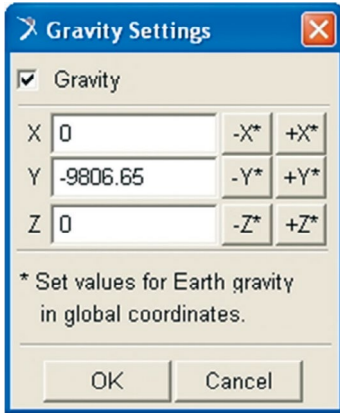 Gravity Settings
Gravity
X 0 -X* +X*
Y -9806.65 -Y* +Y*
Z 0 -Z* +Z*
* Set values for Earth gravity
in global coordinates.
OK Cancel